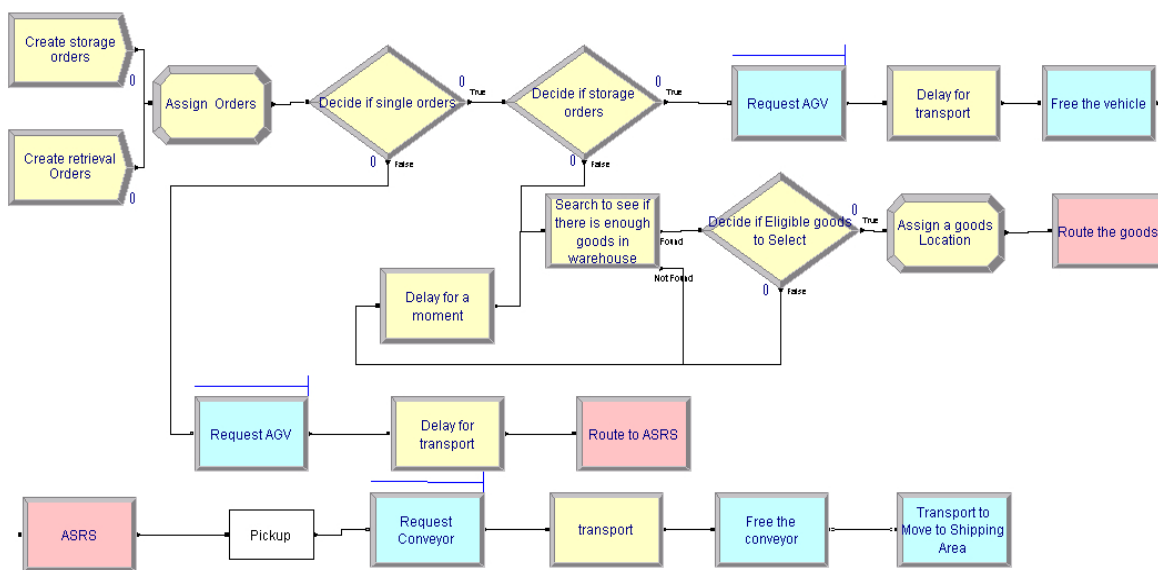 Create storage
orders
0
Assign Orders
Create retrieval
Orders
0
Decide if single orders
0
True
0
False
Decide if storage
orders
0
True
0
False
Request AGV
Delay for
transport
Free the vehicle
Search to see if
there is enough
goods in
warehouse
Found
Not Found
Decide if Eligible goods
to Select
0
True
0
False
Assign a goods
Location
Route the goods
Delay for a
moment
Request AGV
Delay for
transport
Route to ASRS
ASRS
Pickup
Request
Conveyor
transport
Free the
conveyor
Transport to
Move to Shipping
Area